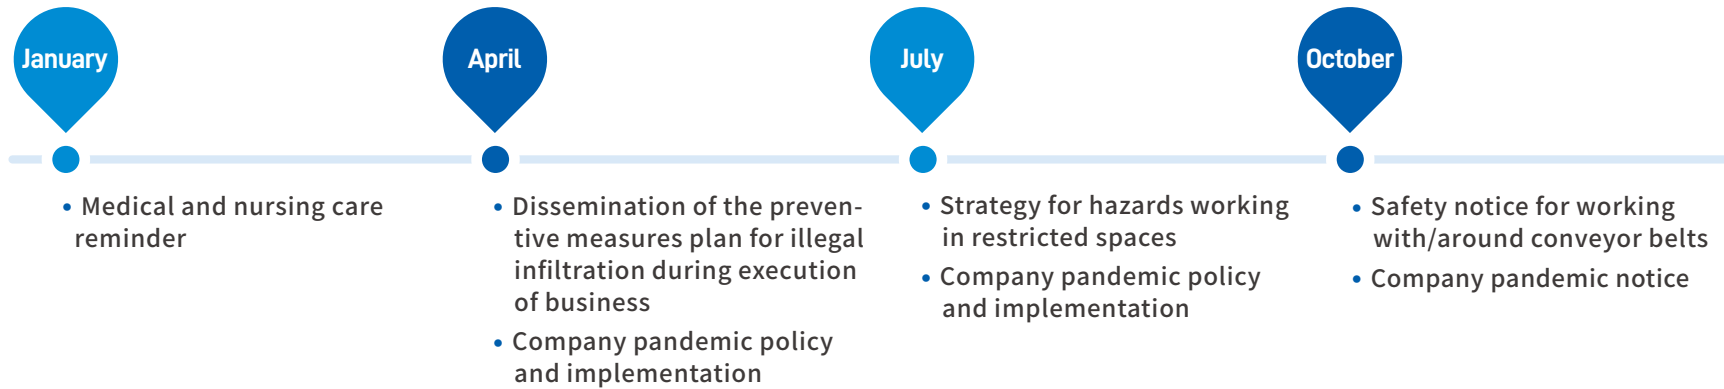 January
• Medical and nursing care
reminder
April
• Dissemination of the preven-
tive measures plan for illegal
infiltration during execution
of business
• Company pandemic policy
and implementation
July
• Strategy for hazards working
in restricted spaces
• Company pandemic policy
and implementation
October
• Safety notice for working
with/around conveyor belts
• Company pandemic notice